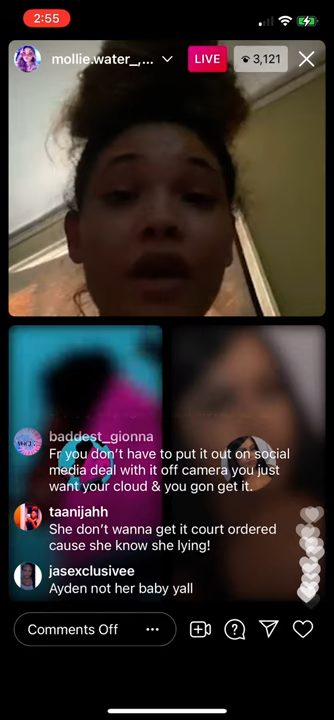 2:55
mollie.water_,...
LIVE
3,121
baddest_gionna
Fr you don't have to put it out on social
media deal with it off camera you just
want your cloud & you gon get it.
taanijahh
She don't wanna get it court ordered
cause she know she lying!
jasexclusivee
Ayden not her baby yall
Comments Off